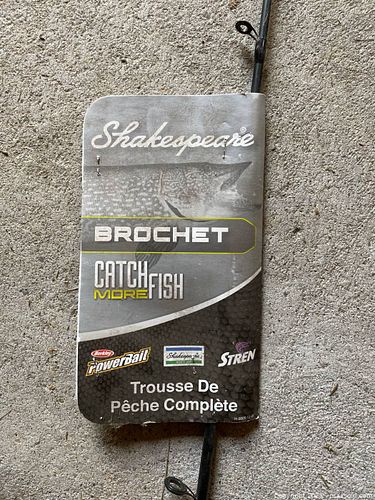 Shakespeare
BROCHET
CATCH
MORE FISH
Berkley
PowerBait
Shakespeare
STREN
Trousse De
Pêche Complète